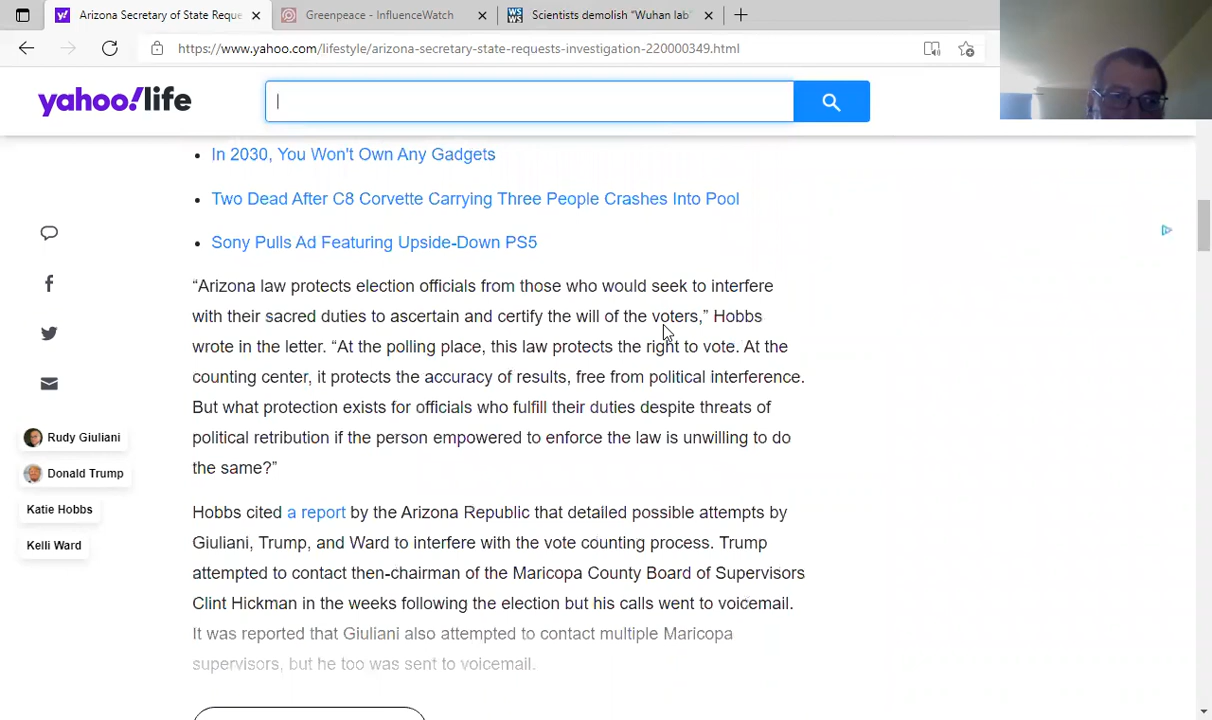 Arizona Secretary of State Reque
Greenpeace - InfluenceWatch
WS WS
Scientists demolish "Wuhan lab"
https://www.yahoo.com/lifestyle/arizona-secretary-state-requests-investigation-220000349.html
yahoo!life
In 2030, You Won't Own Any Gadgets
Two Dead After C8 Corvette Carrying Three People Crashes Into Pool
Sony Pulls Ad Featuring Upside-Down PS5
“Arizona law protects election officials from those who would seek to interfere
with their sacred duties to ascertain and certify the will of the voters,” Hobbs
wrote in the letter. “At the polling place, this law protects the right to vote. At the
counting center, it protects the accuracy of results, free from political interference.
But what protection exists for officials who fulfill their duties despite threats of
political retribution if the person empowered to enforce the law is unwilling to do
the same?”
Rudy Giuliani
Donald Trump
Katie Hobbs
Kelli Ward
Hobbs cited a report by the Arizona Republic that detailed possible attempts by
Giuliani, Trump, and Ward to interfere with the vote counting process. Trump
attempted to contact then-chairman of the Maricopa County Board of Supervisors
Clint Hickman in the weeks following the election but his calls went to voicemail.
It was reported that Giuliani also attempted to contact multiple Maricopa
supervisors, but he too was sent to voicemail.